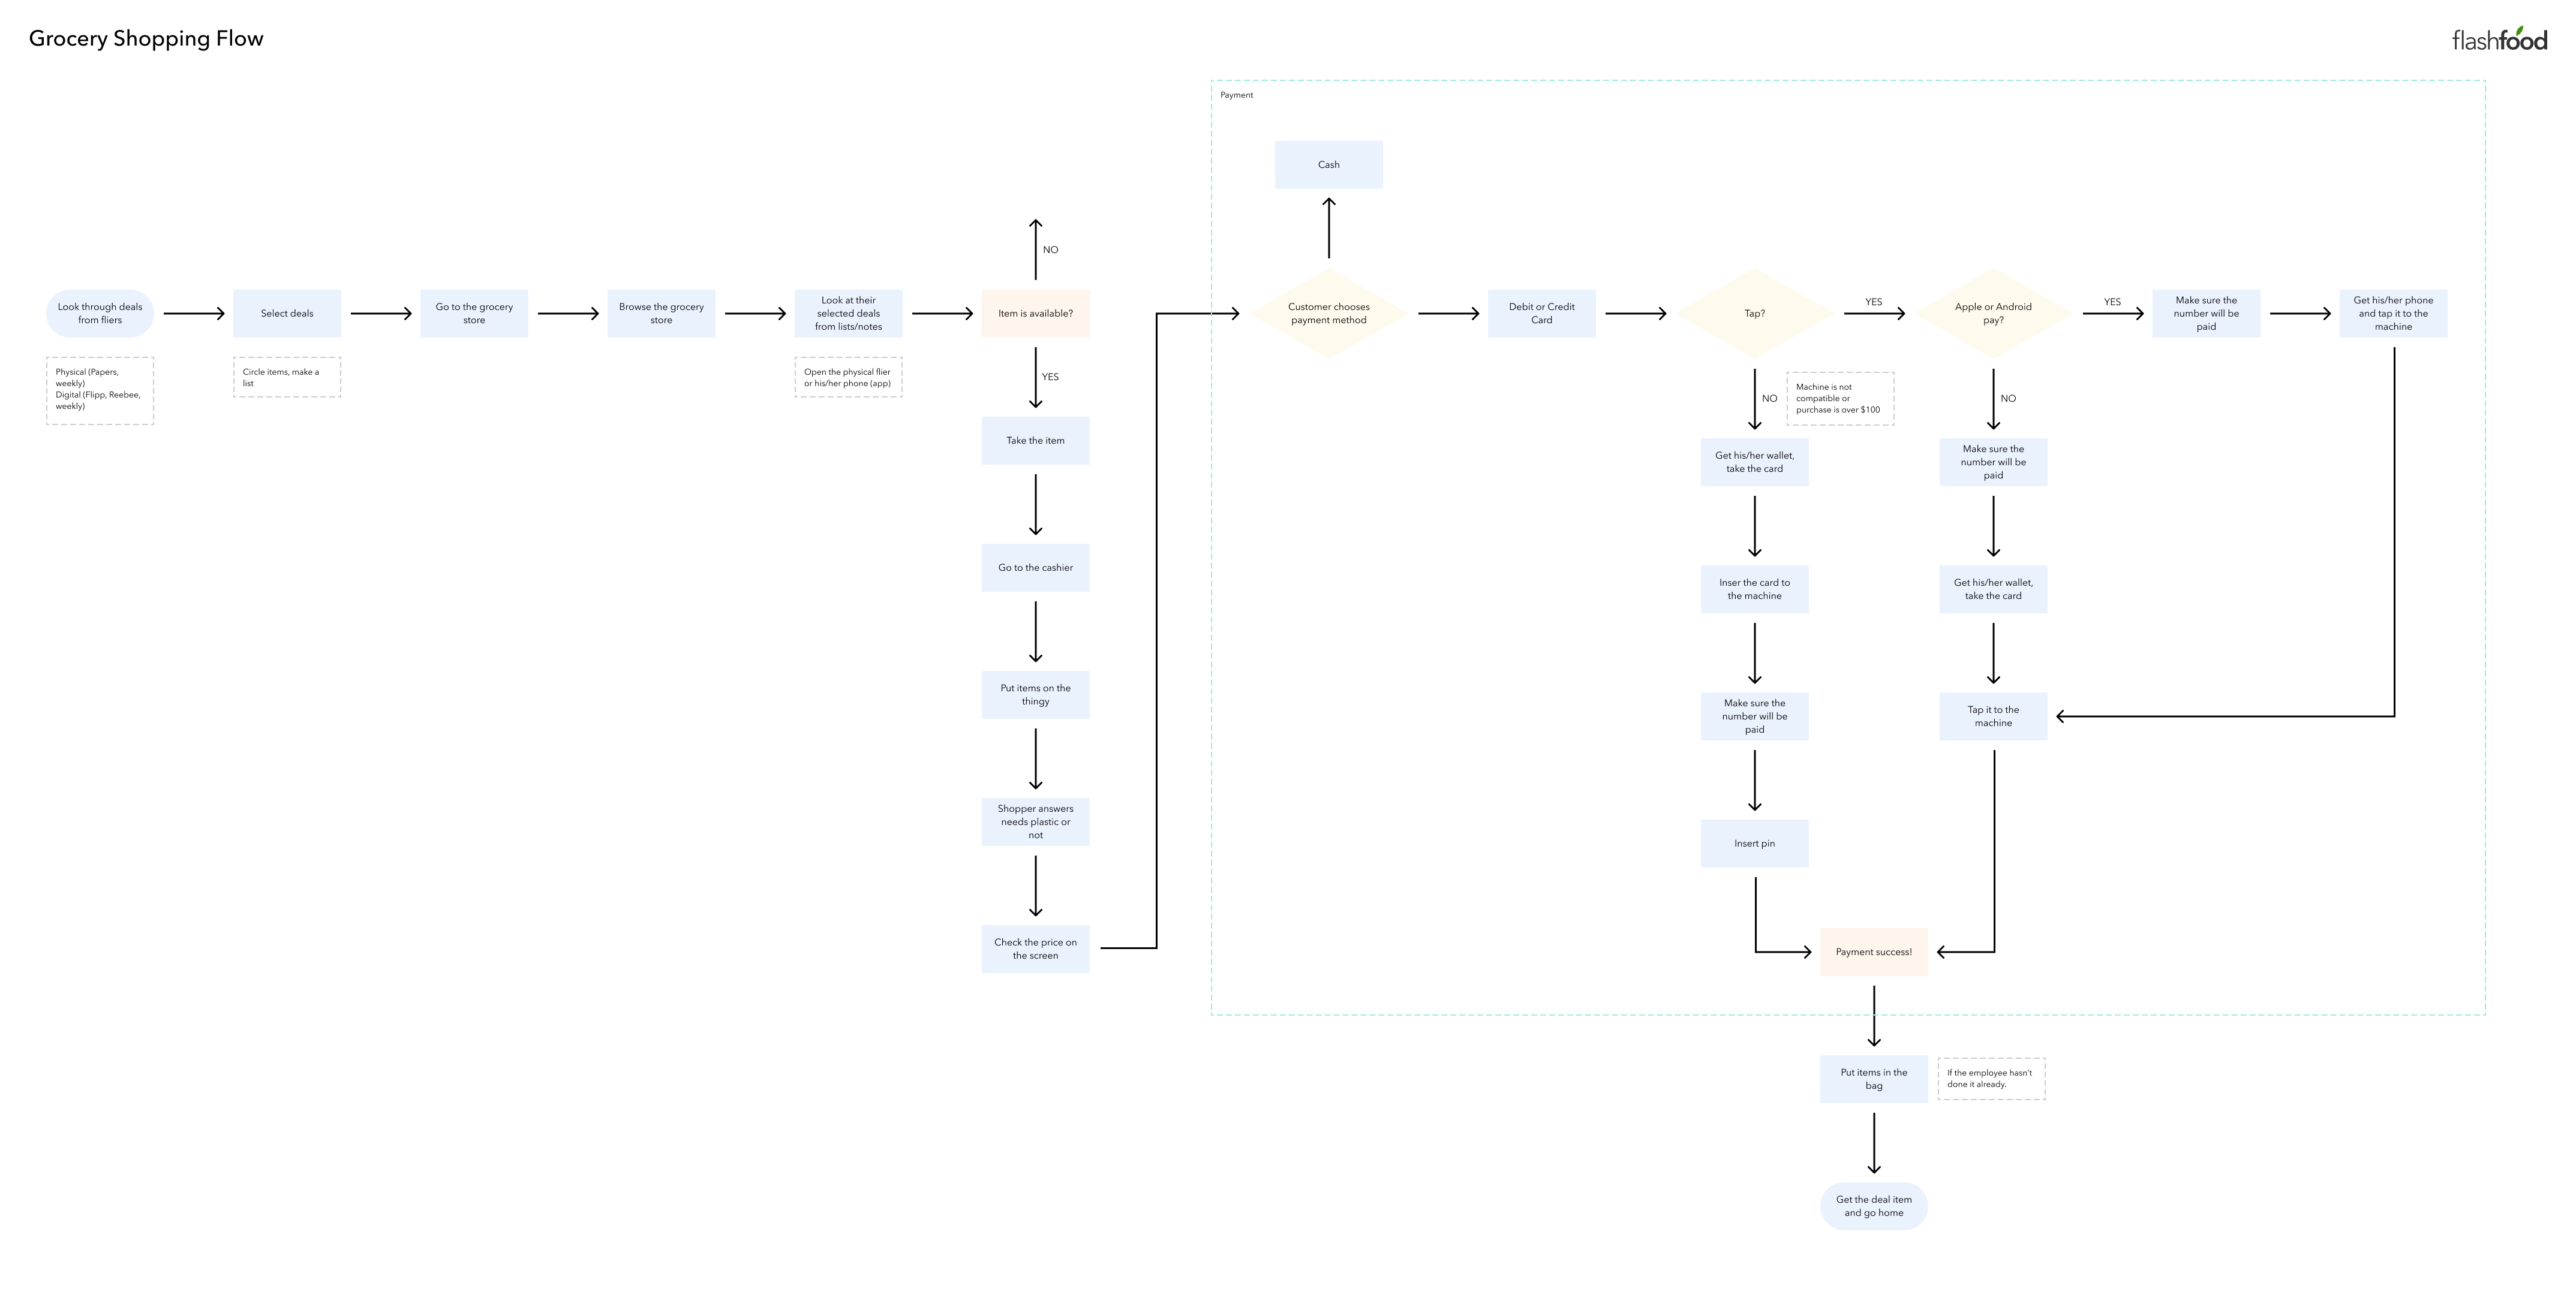 Grocery Shopping Flow
flashfood
Payment
Cash
NO
Look through deals
from fliers
Select deals
Go to the grocery
store
Browse the grocery
store
Look at their
selected deals
from lists/notes
Item is available?
Customer chooses
payment method
Debit or Credit
Card
Tap?
YES
Apple or Android
pay?
YES
Make sure the
number will be
paid
Get his/her phone
and tap it to the
machine
Physical (Papers,
weekly)
Digital (Flipp, Reebee,
weekly)
Circle items, make a
list
Open the physical flier
or his/her phone (app)
YES
NO
Machine is not
compatible or
purchase is over $100
NO
Take the item
Get his/her wallet,
take the card
Make sure the
number will be
paid
Go to the cashier
Inser the card to
the machine
Get his/her wallet,
take the card
Put items on the
thingy
Make sure the
number will be
paid
Tap it to the
machine
Shopper answers
needs plastic or
not
Insert pin
Check the price on
the screen
Payment success!
Put items in the
bag
If the employee hasn't
done it already.
Get the deal item
and go home